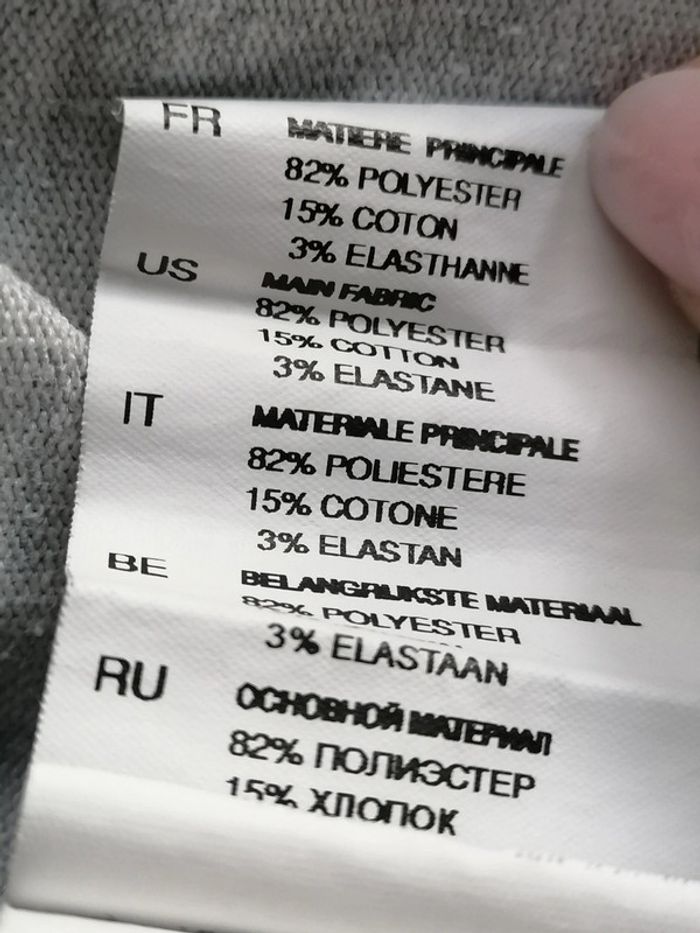 FR
MATIERE PRINCIPALE
82% POLYESTER
15% COTON
3% ELASTHANNE
US
MAIN FABRIC
82% POLYESTER
15% COTTON
3% ELASTANE
IT
MATERIALE PRINCIPALE
82% POLIESTERE
15% COTONE
3% ELASTAN
BE
BELANGRIJKSTE MATERIAAL
82% POLYESTER
3% ELASTAAN
RU
ОСНОВНОЙ МАТЕРИАЛ
82% ПОЛИЭСТЕР
15% ХЛОПОК